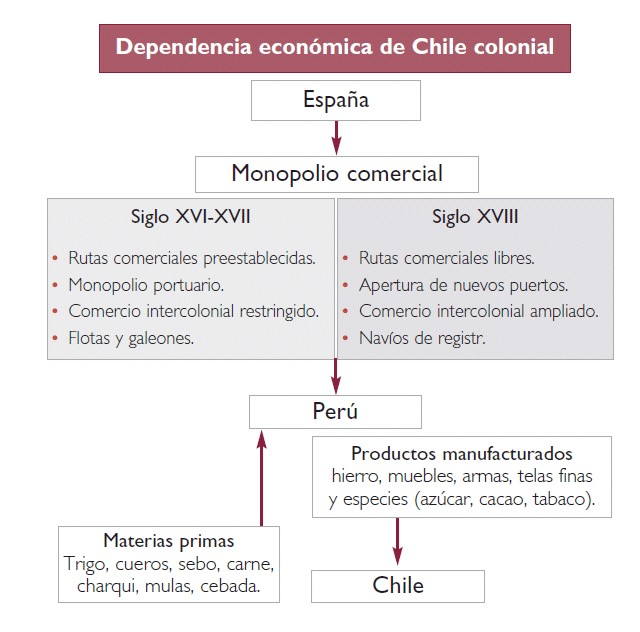 Dependencia económica de Chile colonial
España
Monopolio comercial
Siglo XVI-XVII
• Rutas comerciales preestablecidas.
• Monopolio portuario.
• Comercio intercolonial restringido.
• Flotas y galeones.
Siglo XVIII
• Rutas comerciales libres.
• Apertura de nuevos puertos.
• Comercio intercolonial ampliado.
• Navíos de registr.
Perú
Productos manufacturados
hierro, muebles, armas, telas finas
y especies (azúcar, cacao, tabaco).
Materias primas
Trigo, cueros, sebo, carne,
charqui, mulas, cebada.
Chile